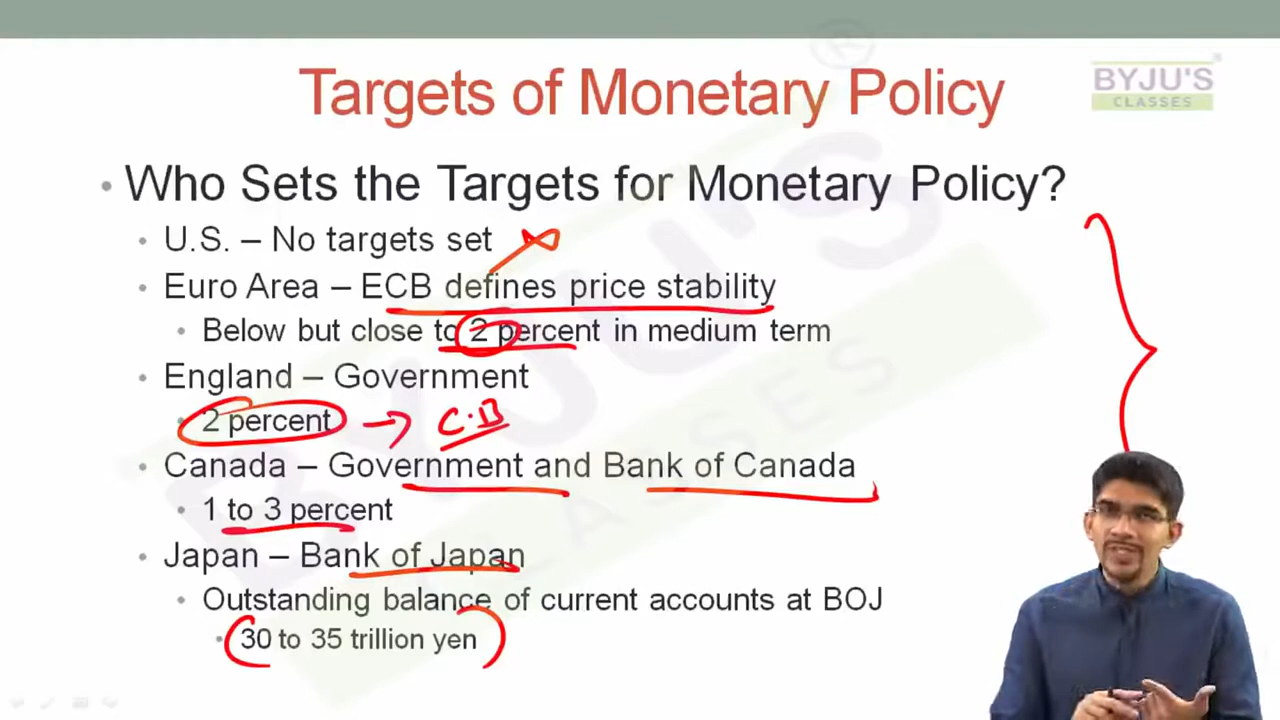 Targets of Monetary Policy
BYJU'S
CLASSES
• Who Sets the Targets for Monetary Policy?
• U.S. – No targets set
• Euro Area – ECB defines price stability
• Below but close to 2 percent in medium term
• England – Government
• 2 percent → C.B
• Canada – Government and Bank of Canada
• 1 to 3 percent
• Japan – Bank of Japan
• Outstanding balance of current accounts at BOJ
• 30 to 35 trillion yen
BYJU'S
CLASSES
®